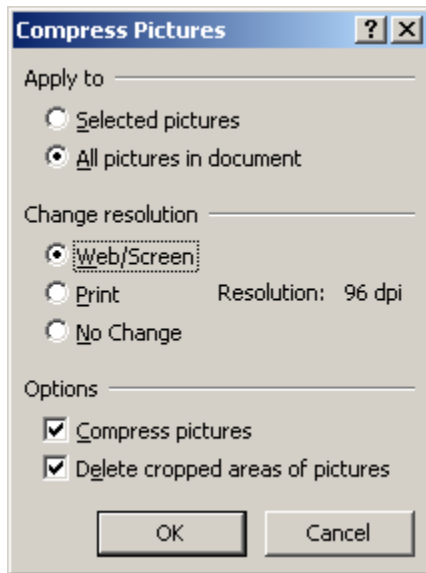 Compress Pictures ?
Apply to
Selected pictures
All pictures in document
Change resolution
Web/Screen
Print Resolution: 96 dpi
No Change
Options
Compress pictures
Delete cropped areas of pictures
OK Cancel